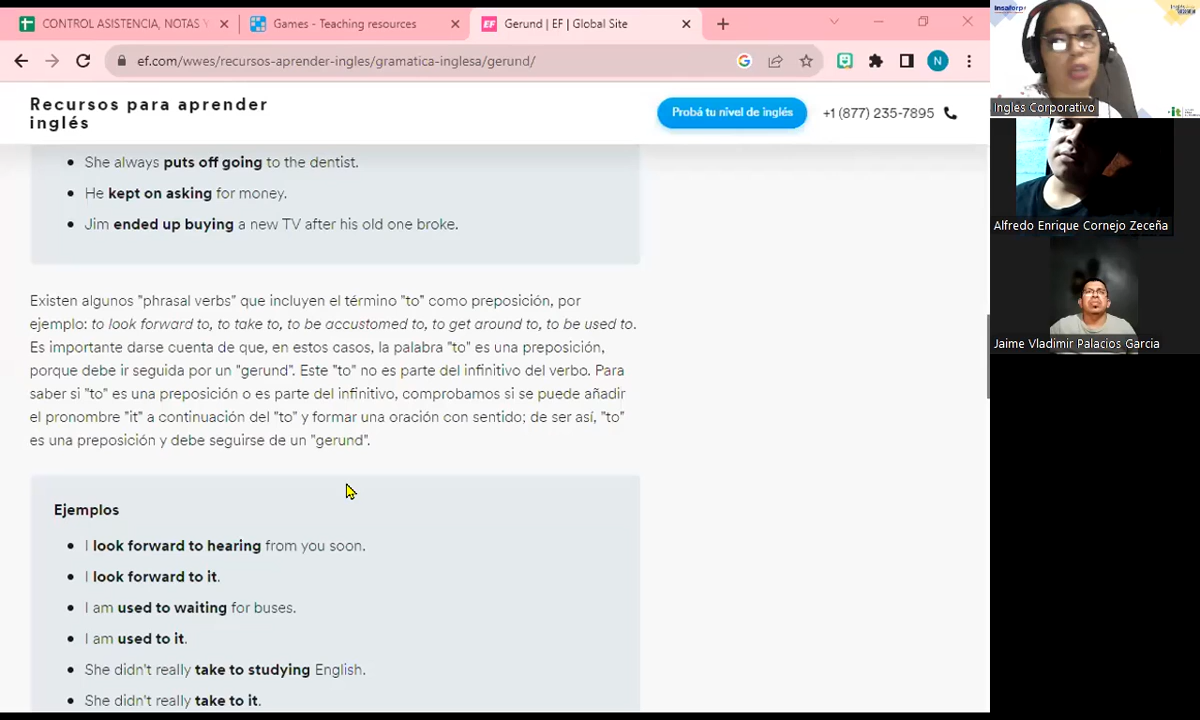 CONTROL ASISTENCIA, NOTAS Y
Games - Teaching resources
Gerund | EF | Global Site
ef.com/wwes/recursos-aprender-ingles/gramatica-inglesa/gerund/
N
Recursos para aprender
inglés
Probá tu nivel de inglés
+1 (877) 235-7895
She always puts off going to the dentist.
He kept on asking for money.
Jim ended up buying a new TV after his old one broke.
Existen algunos "phrasal verbs" que incluyen el término "to" como preposición, por
ejemplo: to look forward to, to take to, to be accustomed to, to get around to, to be used to.
Es importante darse cuenta de que, en estos casos, la palabra "to" es una preposición,
porque debe ir seguida por un "gerund". Este "to" no es parte del infinitivo del verbo. Para
saber si "to" es una preposición o es parte del infinitivo, comprobamos si se puede añadir
el pronombre "it" a continuación del "to" y formar una oración con sentido; de ser así, "to"
es una preposición y debe seguirse de un "gerund".
Ejemplos
I look forward to hearing from you soon.
I look forward to it.
I am used to waiting for buses.
I am used to it.
She didn't really take to studying English.
She didn't really take to it.
Insaforp
Ingles Corporativo
Alfredo Enrique Cornejo Zeceña
Jaime Vladimir Palacios Garcia